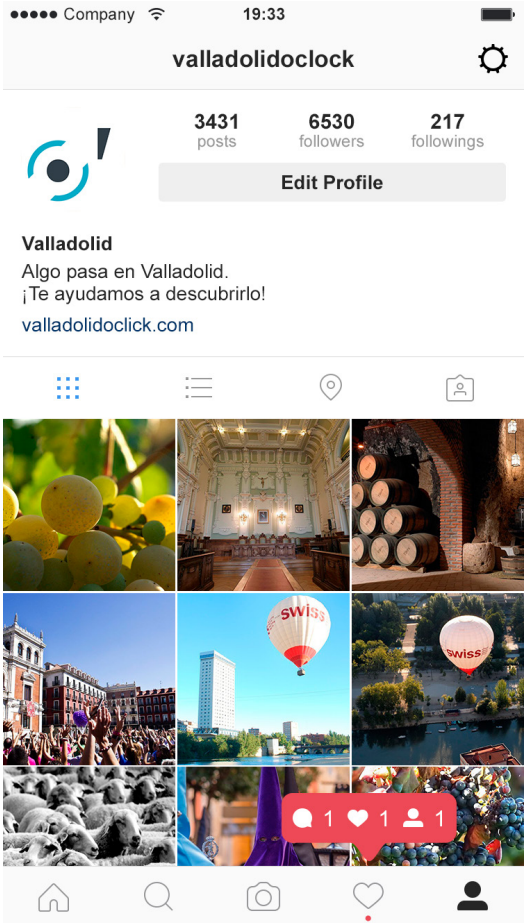 Company 19:33
valladolidoclock
3431 6530 217
posts followers followings
Edit Profile
Valladolid
Algo pasa en Valladolid.
¡Te ayudamos a descubrirlo!
valladolidoclick.com
swiss
swiss
1 1 1